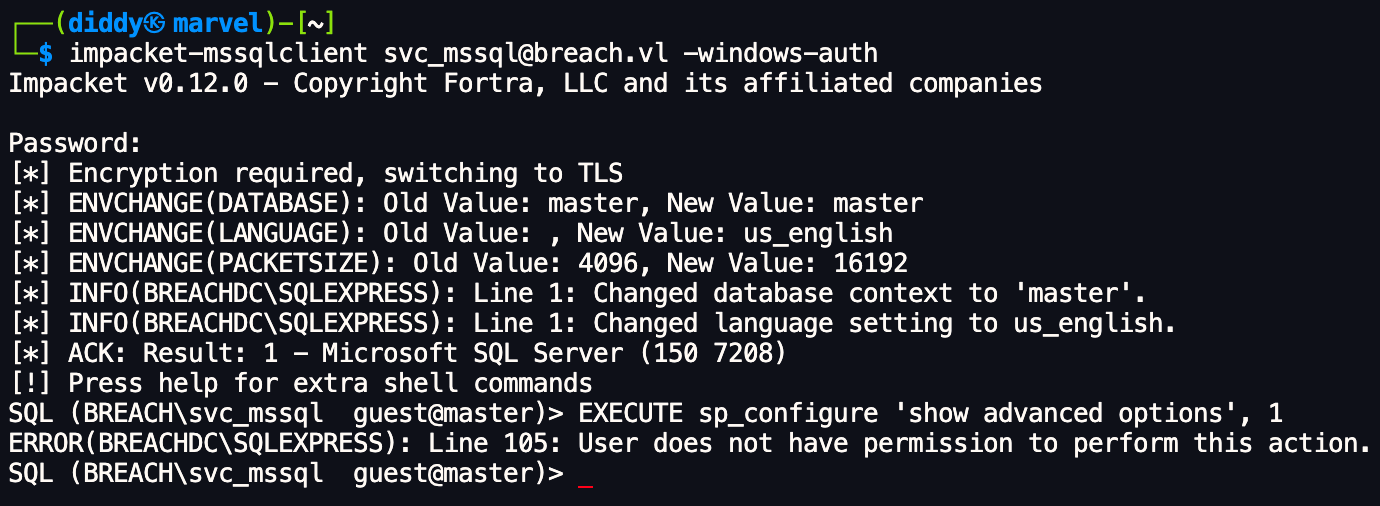 ┌──(diddy㉿marvel)-[~]
└─$ impacket-mssqlclient svc_mssql@breach.vl -windows-auth
Impacket v0.12.0 - Copyright Fortra, LLC and its affiliated companies

Password:
[*] Encryption required, switching to TLS
[*] ENVCHANGE(DATABASE): Old Value: master, New Value: master
[*] ENVCHANGE(LANGUAGE): Old Value: , New Value: us_english
[*] ENVCHANGE(PACKETSIZE): Old Value: 4096, New Value: 16192
[*] INFO(BREACHDC\SQLEXPRESS): Line 1: Changed database context to 'master'.
[*] INFO(BREACHDC\SQLEXPRESS): Line 1: Changed language setting to us_english.
[*] ACK: Result: 1 - Microsoft SQL Server (150 7208)
[!] Press help for extra shell commands
SQL (BREACH\svc_mssql  guest@master)> EXECUTE sp_configure 'show advanced options', 1
ERROR(BREACHDC\SQLEXPRESS): Line 105: User does not have permission to perform this action.
SQL (BREACH\svc_mssql  guest@master)> _